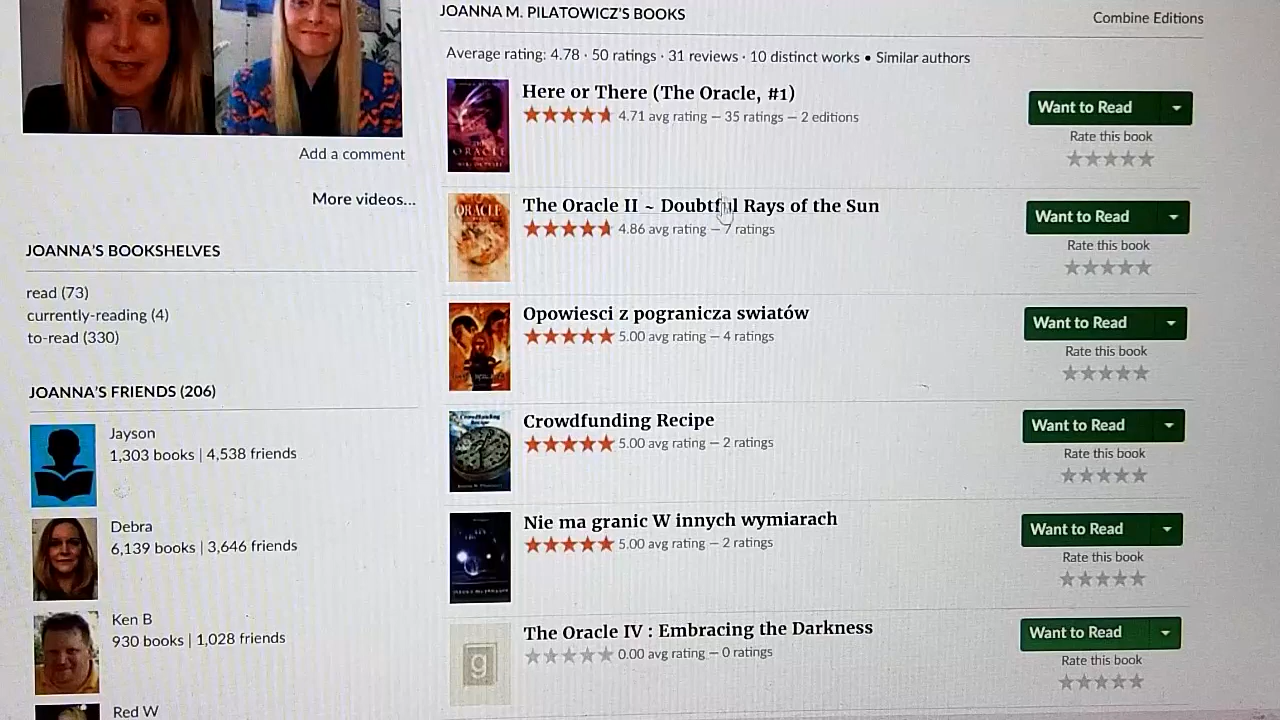 JOANNA M. PILATOWICZ'S BOOKS
Combine Editions
Average rating: 4.78 · 50 ratings · 31 reviews · 10 distinct works • Similar authors
Here or There (The Oracle, #1)
4.71 avg rating — 35 ratings — 2 editions
Want to Read
Rate this book
The Oracle II ~ Doubtful Rays of the Sun
4.86 avg rating — 7 ratings
Want to Read
Rate this book
Opowiesci z pogranicza swiatów
5.00 avg rating — 4 ratings
Want to Read
Rate this book
Crowdfunding Recipe
5.00 avg rating — 2 ratings
Want to Read
Rate this book
Nie ma granic W innych wymiarach
5.00 avg rating — 2 ratings
Want to Read
Rate this book
The Oracle IV : Embracing the Darkness
0.00 avg rating — 0 ratings
Want to Read
Rate this book
ORACLE
ORACLE
Crowdfunding
Recipe
g
Add a comment
More videos...
JOANNA'S BOOKSHELVES
read (73)
currently-reading (4)
to-read (330)
JOANNA'S FRIENDS (206)
Jayson
1,303 books | 4,538 friends
Debra
6,139 books | 3,646 friends
Ken B
930 books | 1,028 friends
Red W